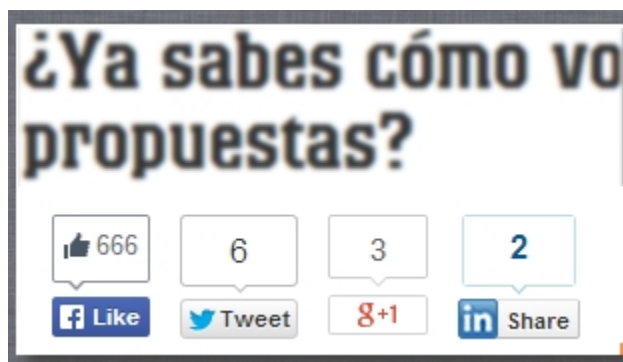 ¿Ya sabes cómo vo
propuestas?
666 6 3 2
Like Tweet g+1 in Share